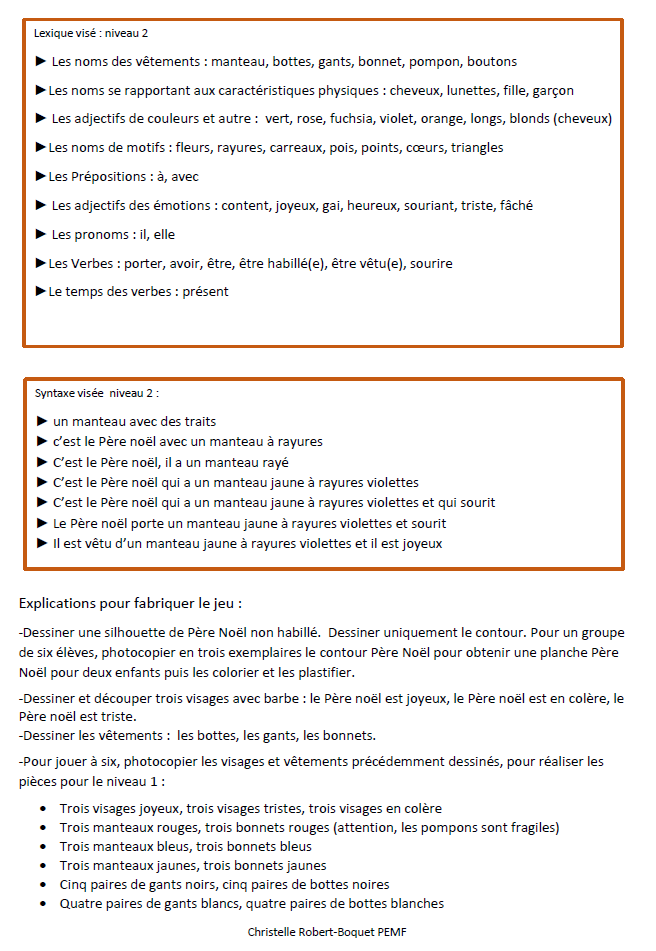 Lexique visé : niveau 2
► Les noms des vêtements : manteau, bottes, gants, bonnet, pompon, boutons
►Les noms se rapportant aux caractéristiques physiques : cheveux, lunettes, fille, garçon
► Les adjectifs de couleurs et autre : vert, rose, fuchsia, violet, orange, longs, blonds (cheveux)
►Les noms de motifs : fleurs, rayures, carreaux, pois, points, cœurs, triangles
►Les Prépositions : à, avec
► Les adjectifs des émotions : content, joyeux, gai, heureux, souriant, triste, fâché
► Les pronoms : il, elle
►Les Verbes : porter, avoir, être, être habillé(e), être vêtu(e), sourire
►Le temps des verbes : présent
Syntaxe visée niveau 2 :
► un manteau avec des traits
► c’est le Père noël avec un manteau à rayures
► C’est le Père noël, il a un manteau rayé
► C’est le Père noël qui a un manteau jaune à rayures violettes
► C’est le Père noël qui a un manteau jaune à rayures violettes et qui sourit
► Le Père noël porte un manteau jaune à rayures violettes et sourit
► Il est vêtu d’un manteau jaune à rayures violettes et il est joyeux
Explications pour fabriquer le jeu :
-Dessiner une silhouette de Père Noël non habillé. Dessiner uniquement le contour. Pour un groupe
de six élèves, photocopier en trois exemplaires le contour Père Noël pour obtenir une planche Père
Noël pour deux enfants puis les colorier et les plastifier.
-Dessiner et découper trois visages avec barbe : le Père noël est joyeux, le Père noël est en colère, le
Père noël est triste.
-Dessiner les vêtements : les bottes, les gants, les bonnets.
-Pour jouer à six, photocopier les visages et vêtements précédemment dessinés, pour réaliser les
pièces pour le niveau 1 :
• Trois visages joyeux, trois visages tristes, trois visages en colère
• Trois manteaux rouges, trois bonnets rouges (attention, les pompons sont fragiles)
• Trois manteaux bleus, trois bonnets bleus
• Trois manteaux jaunes, trois bonnets jaunes
• Cinq paires de gants noirs, cinq paires de bottes noires
• Quatre paires de gants blancs, quatre paires de bottes blanches
Christelle Robert-Boquet PEMF